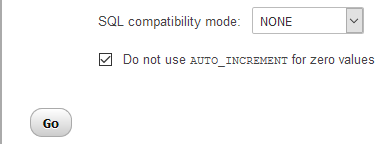 SQL compatibility mode: NONE
Do not use AUTO_INCREMENT for zero values
Go